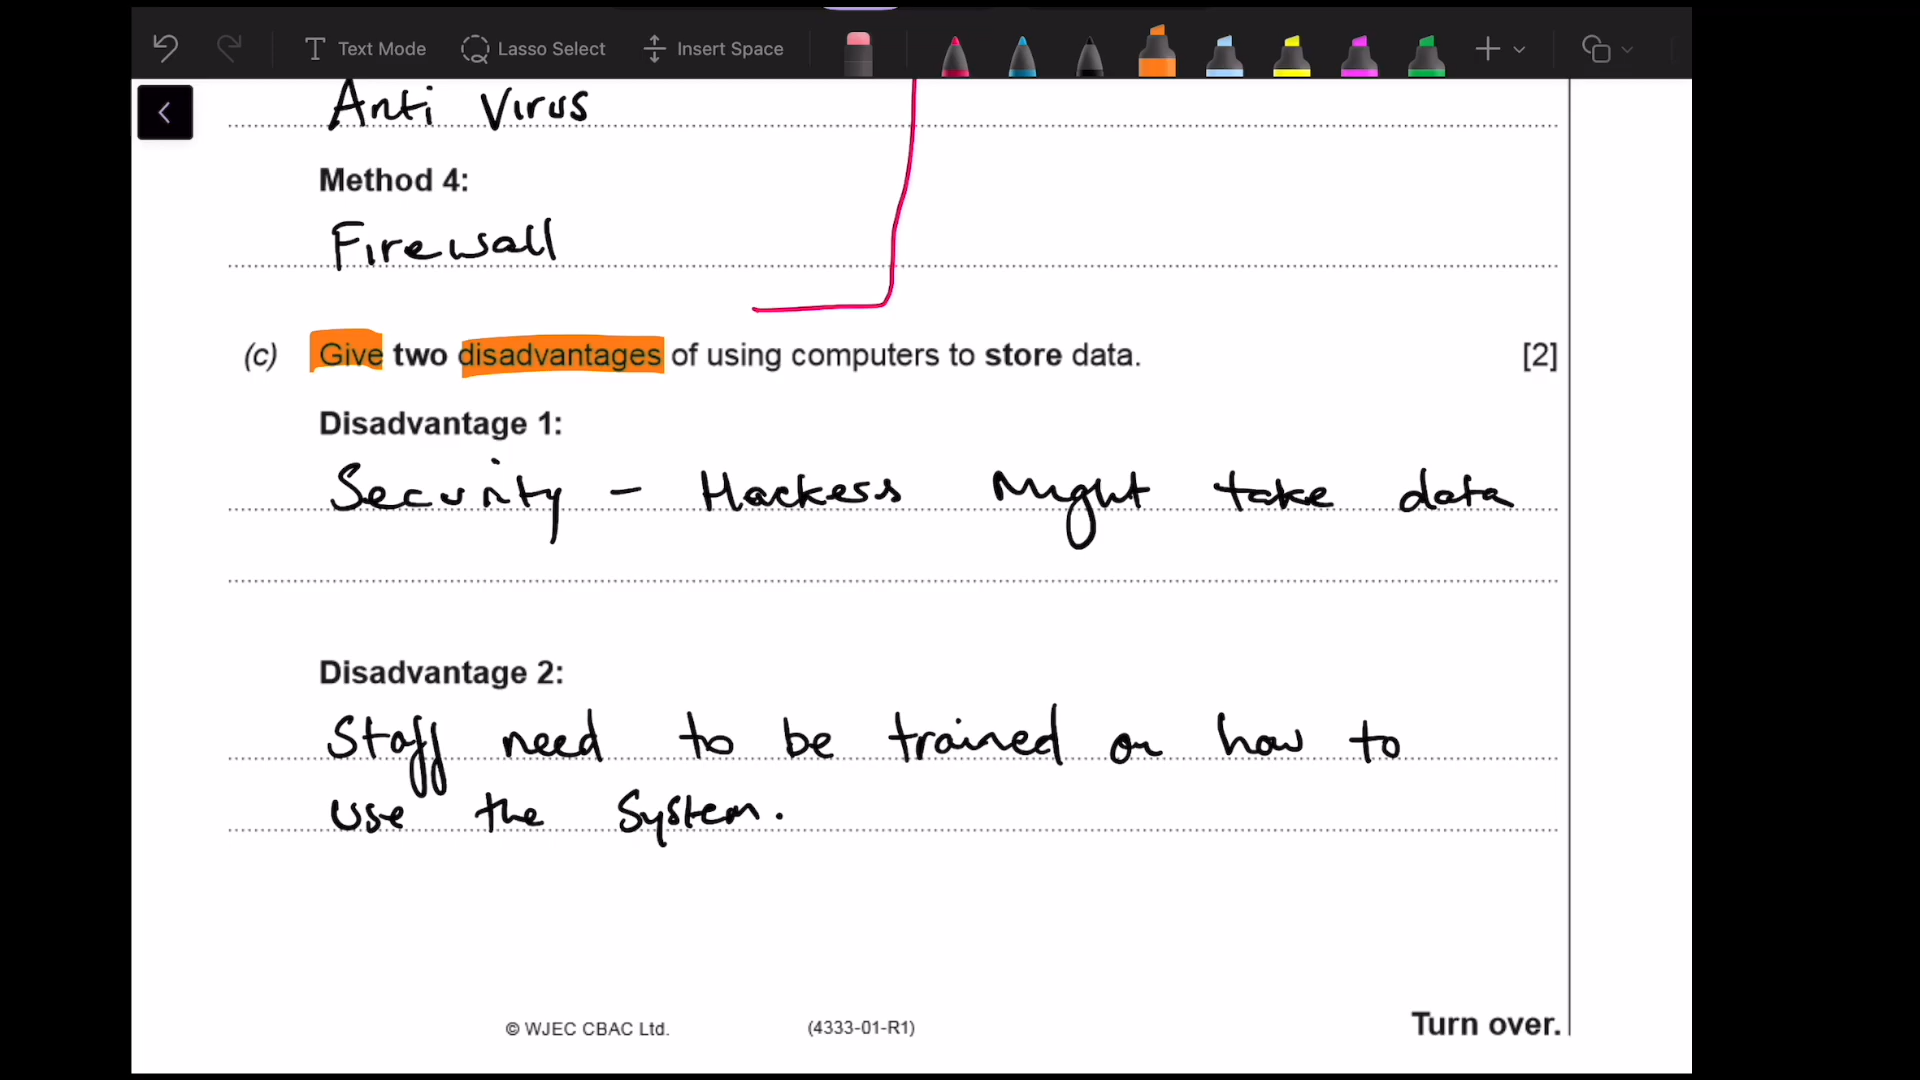 Text Mode Lasso Select Insert Space
Anti Virus
Method 4:
Firewall
(c) Give two disadvantages of using computers to store data. [2]
Disadvantage 1:
Security - Hackers Might take data
Disadvantage 2:
Staff need to be trained on how to
use the System.
© WJEC CBAC Ltd. (4333-01-R1) Turn over.